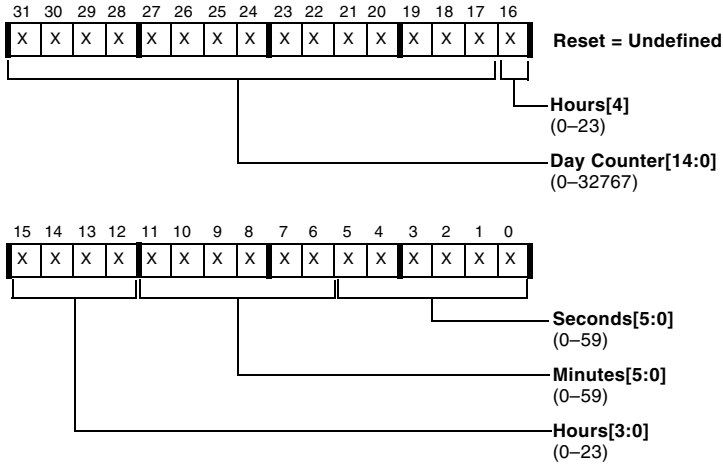 31 30 29 28 27 26 25 24 23 22 21 20 19 18 17 16
X X X X X X X X X X X X X X X X Reset = Undefined
Hours[4]
(0–23)
Day Counter[14:0]
(0–32767)
15 14 13 12 11 10 9 8 7 6 5 4 3 2 1 0
X X X X X X X X X X X X X X X X
Seconds[5:0]
(0–59)
Minutes[5:0]
(0–59)
Hours[3:0]
(0–23)